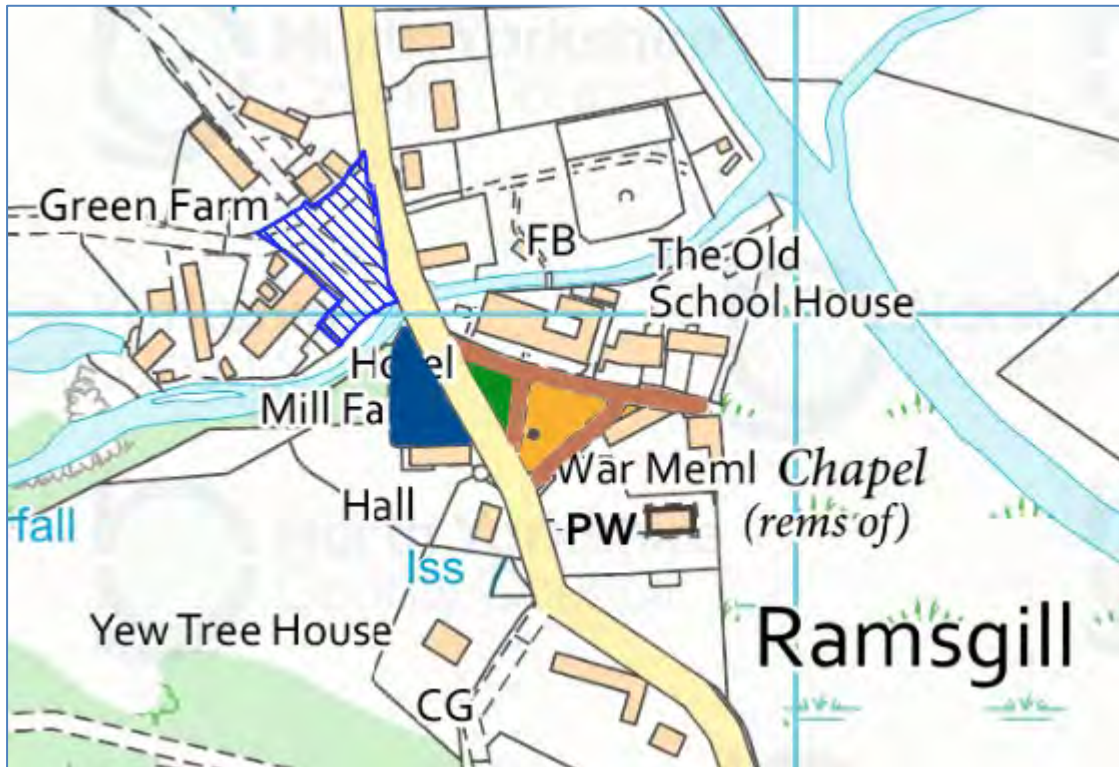 Green Farm
FB
The Old
School House
Mill Fa
War Meml
Chapel
(rems of)
Hall
PW
fall
Iss
Ramsgill
Yew Tree House
CG